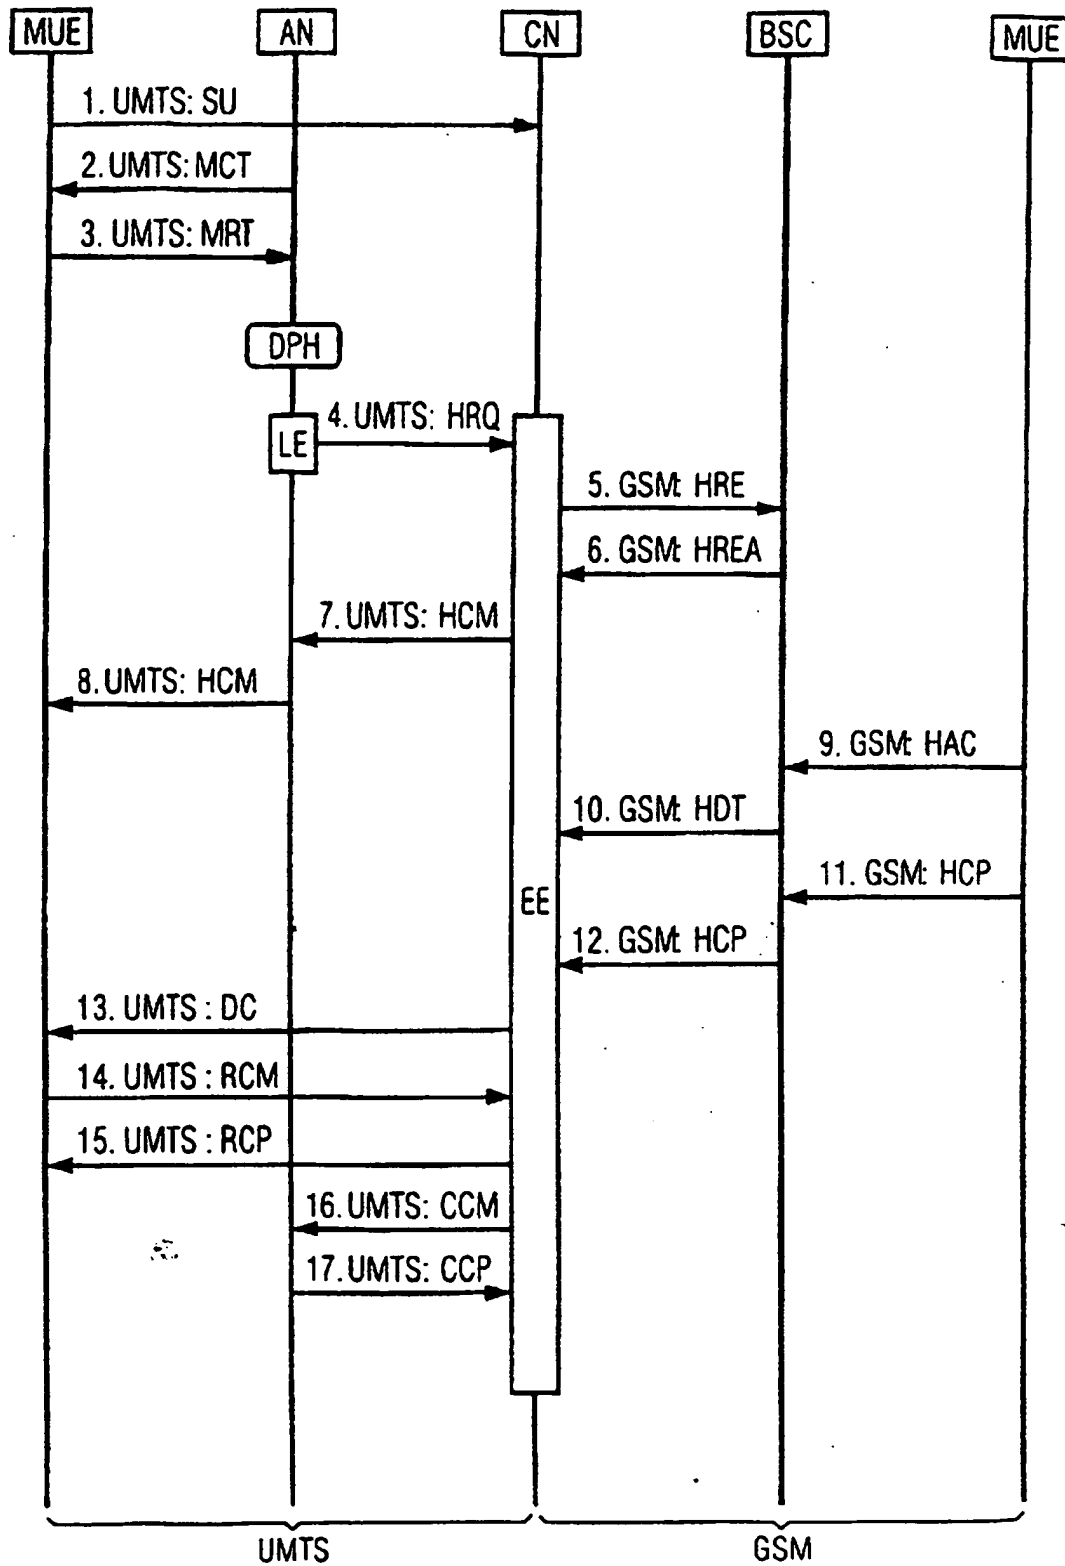 MUE AN CN BSC MUE
1. UMTS: SU
2. UMTS: MCT
3. UMTS: MRT
DPH
LE
4. UMTS: HRQ
5. GSM: HRE
6. GSM: HREA
7. UMTS: HCM
8. UMTS: HCM
9. GSM: HAC
10. GSM: HDT
11. GSM: HCP
EE
12. GSM: HCP
13. UMTS : DC
14. UMTS : RCM
15. UMTS : RCP
16. UMTS: CCM
17. UMTS: CCP
UMTS GSM